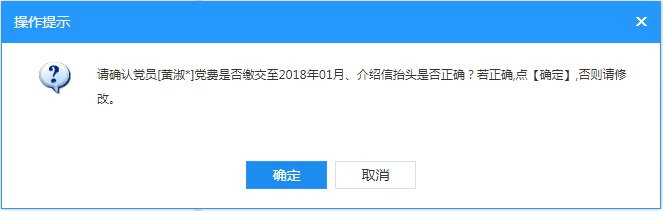 操作提示
请确认党员[黄淑*]党费是否缴交至2018年01月、介绍信抬头是否正确？若正确,点【确定】,否则请修
改。
确定 取消